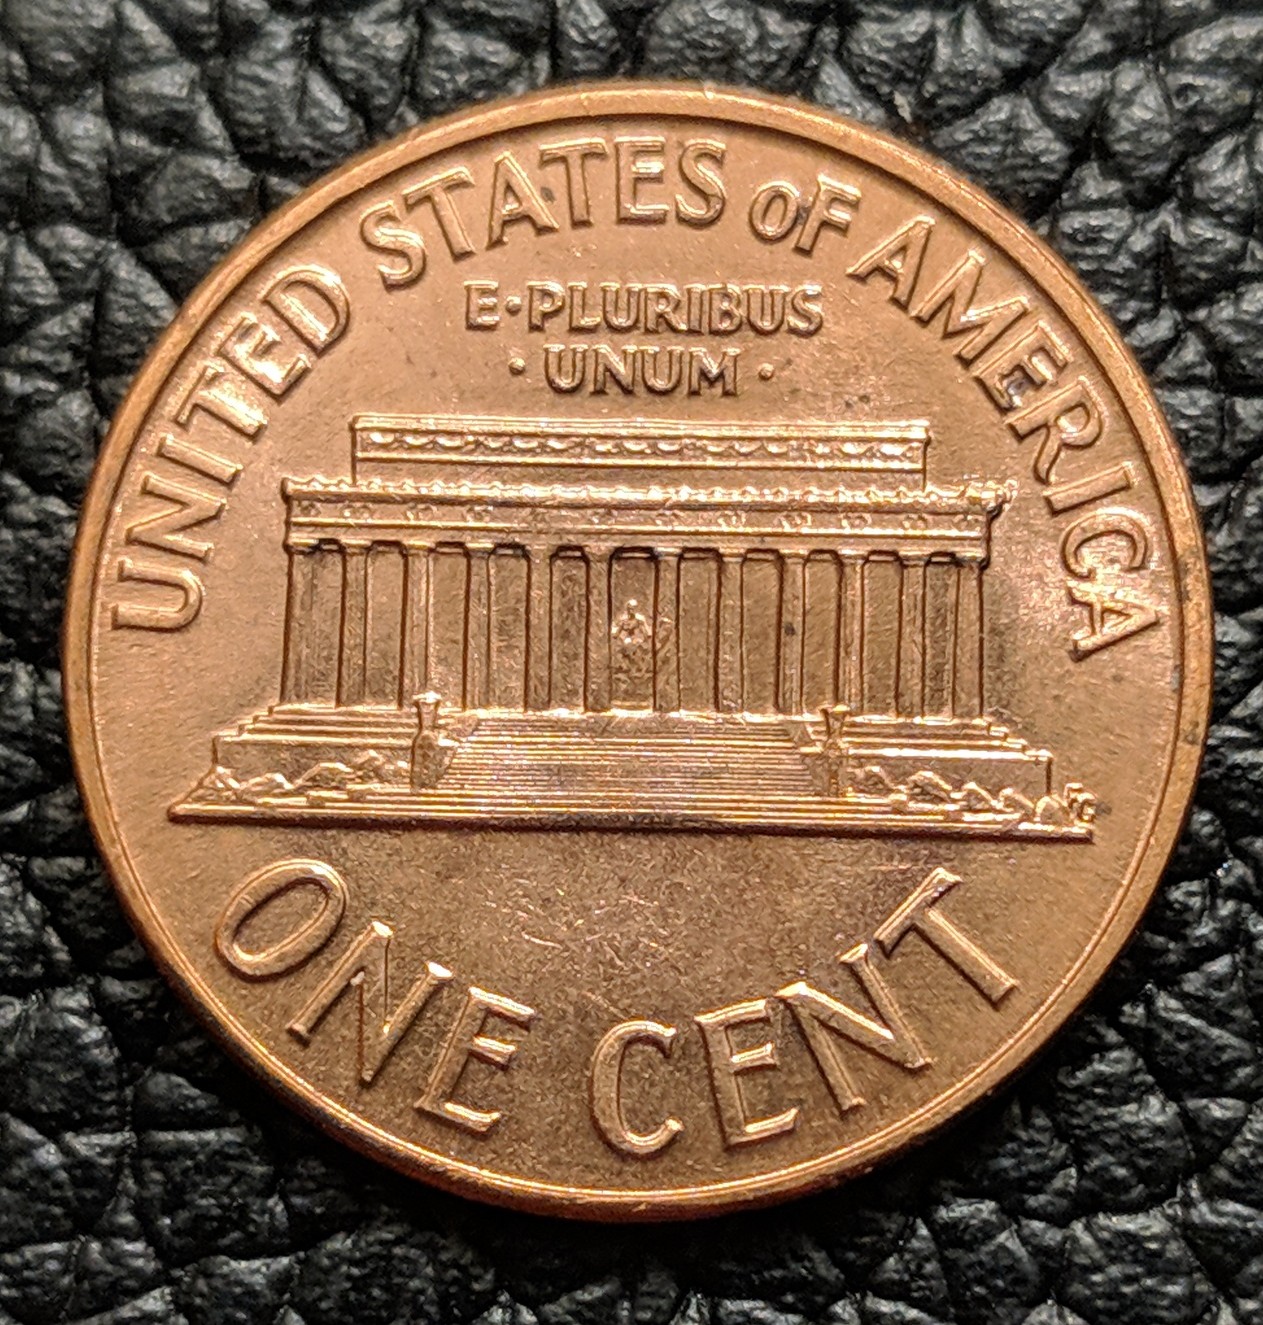 UNITED STATES OF AMERICA
E·PLURIBUS
·UNUM·
ONE CENT